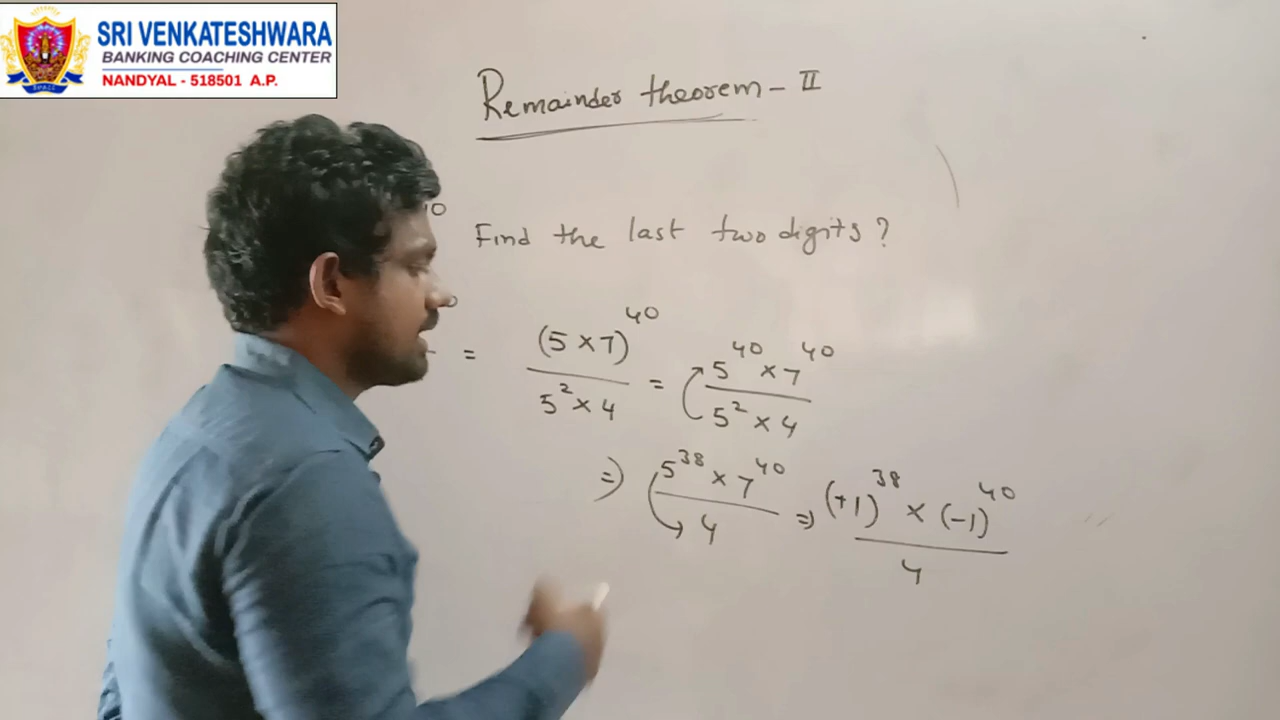 SRI VENKATESHWARA
BANKING COACHING CENTER
NANDYAL - 518501 A.P.
Remainder theorem - II
Find the last two digits?
= (5 × 7)^40 / 5^2 × 4 = 5^40 × 7^40 / 5^2 × 4
⇒ 5^38 × 7^40 / 4 ⇒ (+1)^38 × (-1)^40 / 4